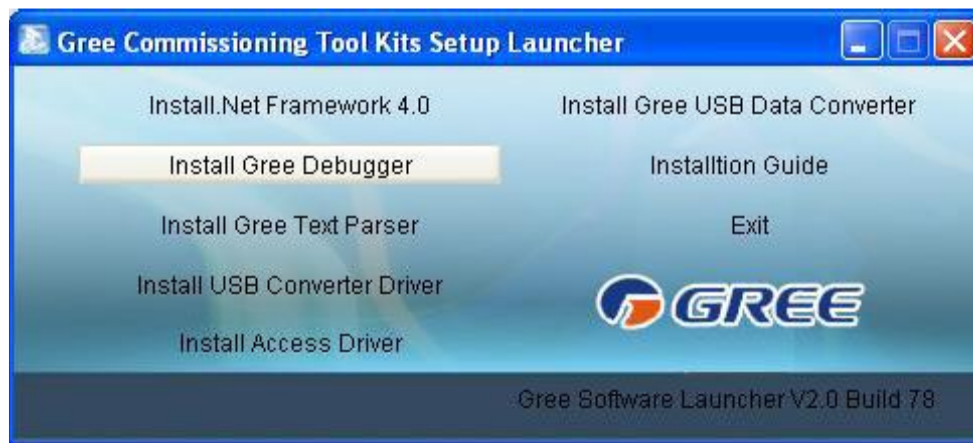 Gree Commissioning Tool Kits Setup Launcher
Install.Net Framework 4.0
Install Gree Debugger
Install Gree Text Parser
Install USB Converter Driver
Install Access Driver
Install Gree USB Data Converter
Installtion Guide
Exit
GREE
Gree Software Launcher V2.0 Build 78